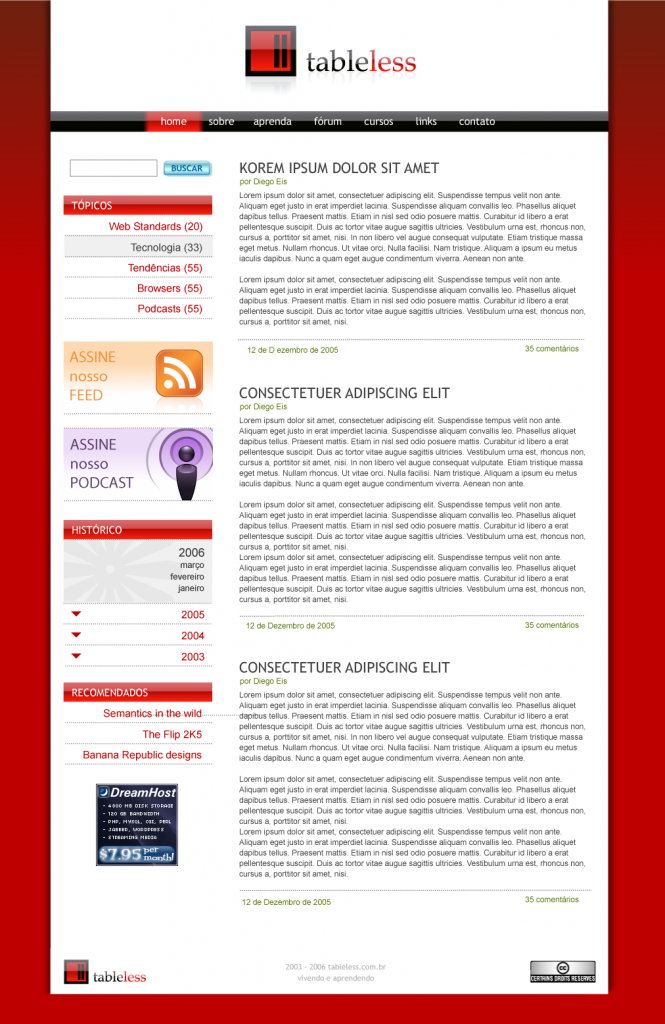 tableless
home sobre aprenda fórum cursos links contato
BUSCAR
TÓPICOS
Web Standards (20)
Tecnologia (33)
Tendências (55)
Browsers (55)
Podcasts (55)
ASSINE
nosso
FEED
ASSINE
nosso
PODCAST
HISTÓRICO
2006
março
fevereiro
janeiro
2005
2004
2003
RECOMENDADOS
Semantics in the wild
The Flip 2K5
Banana Republic designs
DreamHost
- 4800 MB DISK STORAGE
- 120 GB BANDWIDTH
- PHP, MYSQL, CGI, PERL,
- JABBER, WORDPRESS
- STREAMING MEDIA
$7.95 per
month!
KOREM IPSUM DOLOR SIT AMET
por Diego Eis
Lorem ipsum dolor sit amet, consectetuer adipiscing elit. Suspendisse tempus velit non ante.
Aliquam eget justo in erat imperdiet lacinia. Suspendisse aliquam convallis leo. Phasellus aliquet
dapibus tellus. Praesent mattis. Etiam in nisl sed odio posuere mattis. Curabitur id libero a erat
pellentesque suscipit. Duis ac tortor vitae augue sagittis ultricies. Vestibulum urna est, rhoncus non,
cursus a, porttitor sit amet, nisi. In non libero vel augue consequat vulputate. Etiam tristique massa
eget metus. Nullam rhoncus. Ut vitae orci. Nulla facilisi. Nam tristique. Aliquam a ipsum eu metus
iaculis dapibus. Nunc a quam eget augue condimentum viverra. Aenean non ante.
Lorem ipsum dolor sit amet, consectetuer adipiscing elit. Suspendisse tempus velit non ante.
Aliquam eget justo in erat imperdiet lacinia. Suspendisse aliquam convallis leo. Phasellus aliquet
dapibus tellus. Praesent mattis. Etiam in nisl sed odio posuere mattis. Curabitur id libero a erat
pellentesque suscipit. Duis ac tortor vitae augue sagittis ultricies. Vestibulum urna est, rhoncus non,
cursus a, porttitor sit amet, nisi.
12 de D ezembro de 2005 35 comentários
CONSECTETUER ADIPISCING ELIT
por Diego Eis
Lorem ipsum dolor sit amet, consectetuer adipiscing elit. Suspendisse tempus velit non ante.
Aliquam eget justo in erat imperdiet lacinia. Suspendisse aliquam convallis leo. Phasellus aliquet
dapibus tellus. Praesent mattis. Etiam in nisl sed odio posuere mattis. Curabitur id libero a erat
pellentesque suscipit. Duis ac tortor vitae augue sagittis ultricies. Vestibulum urna est, rhoncus non,
cursus a, porttitor sit amet, nisi. In non libero vel augue consequat vulputate. Etiam tristique massa
eget metus. Nullam rhoncus. Ut vitae orci. Nulla facilisi. Nam tristique. Aliquam a ipsum eu metus
iaculis dapibus. Nunc a quam eget augue condimentum viverra. Aenean non ante.
Lorem ipsum dolor sit amet, consectetuer adipiscing elit. Suspendisse tempus velit non ante.
Aliquam eget justo in erat imperdiet lacinia. Suspendisse aliquam convallis leo. Phasellus aliquet
dapibus tellus. Praesent mattis. Etiam in nisl sed odio posuere mattis. Curabitur id libero a erat
pellentesque suscipit. Duis ac tortor vitae augue sagittis ultricies. Vestibulum urna est, rhoncus non,
cursus a, porttitor sit amet, nisi.
Lorem ipsum dolor sit amet, consectetuer adipiscing elit. Suspendisse tempus velit non ante.
Aliquam eget justo in erat imperdiet lacinia. Suspendisse aliquam convallis leo. Phasellus aliquet
dapibus tellus. Praesent mattis. Etiam in nisl sed odio posuere mattis. Curabitur id libero a erat
pellentesque suscipit. Duis ac tortor vitae augue sagittis ultricies. Vestibulum urna est, rhoncus non,
cursus a, porttitor sit amet, nisi.
12 de Dezembro de 2005 35 comentários
CONSECTETUER ADIPISCING ELIT
por Diego Eis
Lorem ipsum dolor sit amet, consectetuer adipiscing elit. Suspendisse tempus velit non ante.
Aliquam eget justo in erat imperdiet lacinia. Suspendisse aliquam convallis leo. Phasellus aliquet
dapibus tellus. Praesent mattis. Etiam in nisl sed odio posuere mattis. Curabitur id libero a erat
pellentesque suscipit. Duis ac tortor vitae augue sagittis ultricies. Vestibulum urna est, rhoncus non,
cursus a, porttitor sit amet, nisi. In non libero vel augue consequat vulputate. Etiam tristique massa
eget metus. Nullam rhoncus. Ut vitae orci. Nulla facilisi. Nam tristique. Aliquam a ipsum eu metus
iaculis dapibus. Nunc a quam eget augue condimentum viverra. Aenean non ante.
Lorem ipsum dolor sit amet, consectetuer adipiscing elit. Suspendisse tempus velit non ante.
Aliquam eget justo in erat imperdiet lacinia. Suspendisse aliquam convallis leo. Phasellus aliquet
dapibus tellus. Praesent mattis. Etiam in nisl sed odio posuere mattis. Curabitur id libero a erat
pellentesque suscipit. Duis ac tortor vitae augue sagittis ultricies. Vestibulum urna est, rhoncus non,
cursus a, porttitor sit amet, nisi.
Lorem ipsum dolor sit amet, consectetuer adipiscing elit. Suspendisse tempus velit non ante.
Aliquam eget justo in erat imperdiet lacinia. Suspendisse aliquam convallis leo. Phasellus aliquet
dapibus tellus. Praesent mattis. Etiam in nisl sed odio posuere mattis. Curabitur id libero a erat
pellentesque suscipit. Duis ac tortor vitae augue sagittis ultricies. Vestibulum urna est, rhoncus non,
cursus a, porttitor sit amet, nisi.
12 de Dezembro de 2005 35 comentários
tableless
2003 - 2006 tableless.com.br
vivendo e aprendendo
cc
CERTAINS DROITS RESERVES